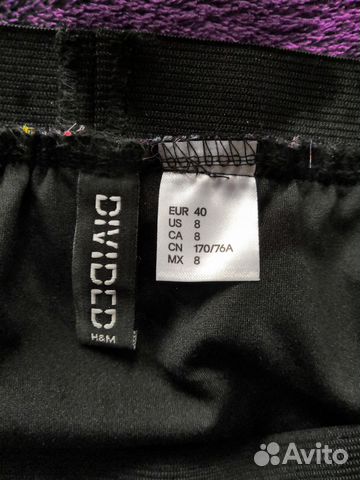 DIVIDED
H&M
EUR 40
US 8
CA 8
CN 170/76A
MX 8
Avito